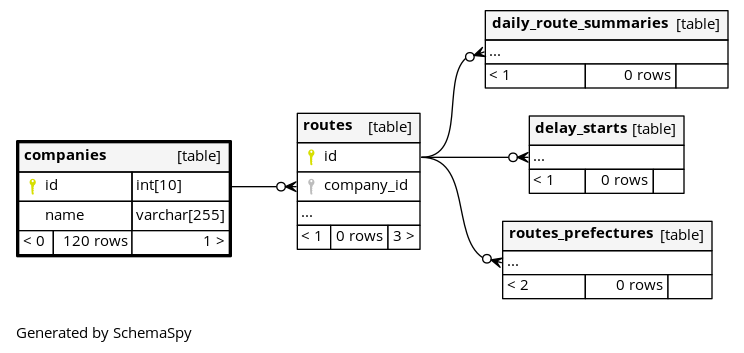 daily_route_summaries [table]
...
< 1 0 rows
companies [table]
id int[10]
name varchar[255]
< 0 120 rows 1 >
routes [table]
id
company_id
...
< 1 0 rows 3 >
delay_starts [table]
...
< 1 0 rows
routes_prefectures [table]
...
< 2 0 rows
Generated by SchemaSpy